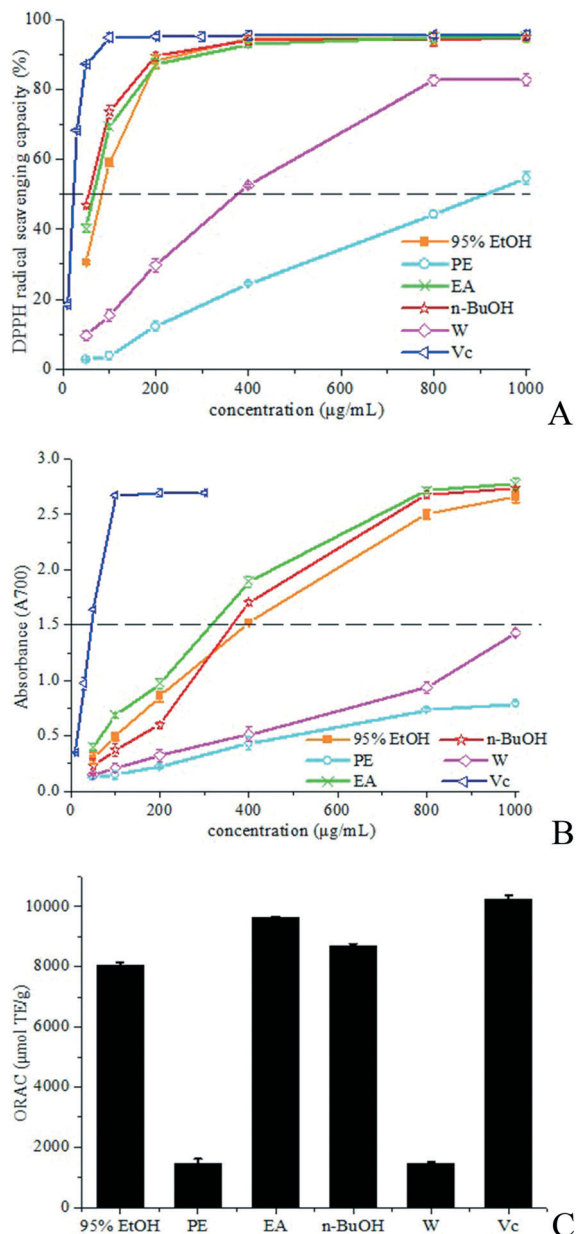 100
80
60
40
20
0
DPPH radical scavenging capacity (%)
95% EtOH
PE
EA
n-BuOH
W
Vc
0 200 400 600 800 1000
concentration (µg/mL)
A
3.0
2.5
2.0
1.5
1.0
0.5
0.0
Absorbance (A700)
95% EtOH n-BuOH
PE W
EA Vc
0 200 400 600 800 1000
concentration (µg/mL)
B
10000
8000
6000
4000
2000
0
ORAC (µmol TE/g)
95% EtOH PE EA n-BuOH W Vc
C